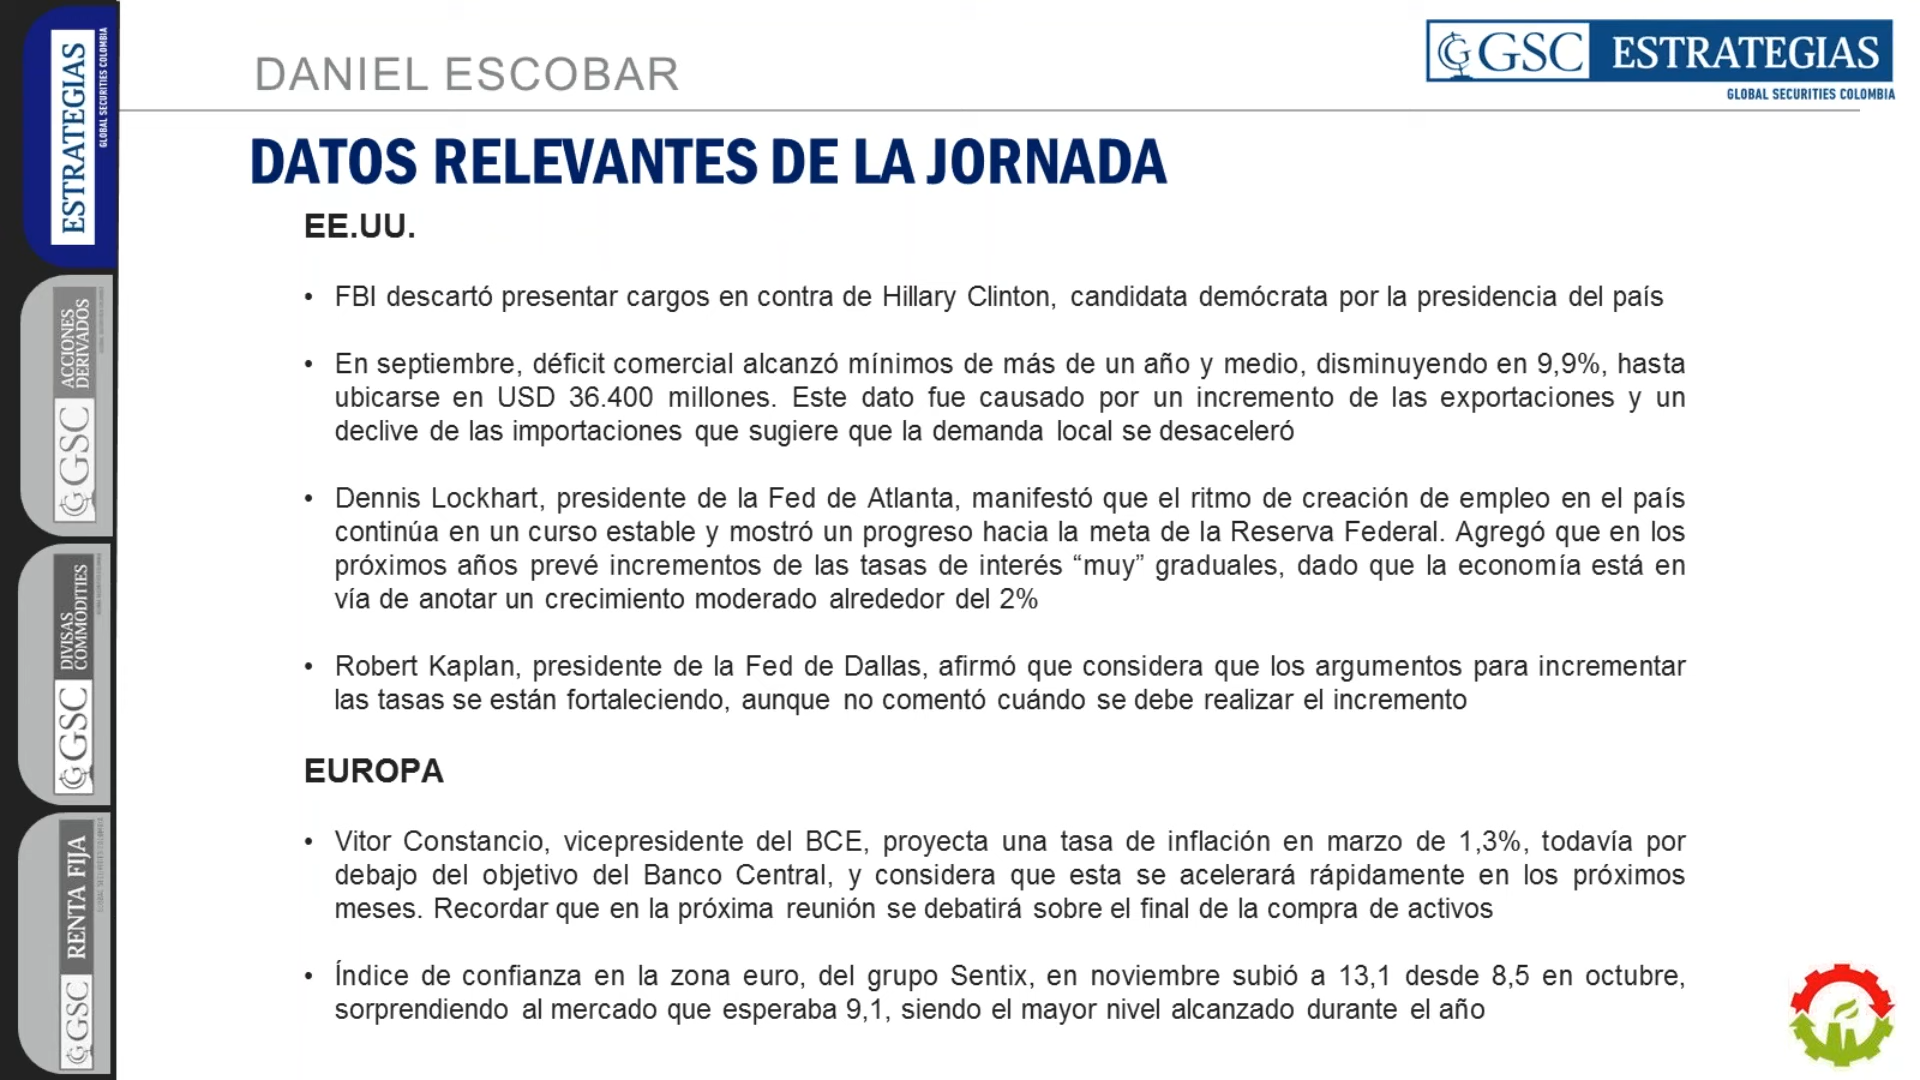 DANIEL ESCOBAR
GSC ESTRATEGIAS
GLOBAL SECURITIES COLOMBIA
DATOS RELEVANTES DE LA JORNADA
EE.UU.
• FBI descartó presentar cargos en contra de Hillary Clinton, candidata demócrata por la presidencia del país
• En septiembre, déficit comercial alcanzó mínimos de más de un año y medio, disminuyendo en 9,9%, hasta
ubicarse en USD 36.400 millones. Este dato fue causado por un incremento de las exportaciones y un
declive de las importaciones que sugiere que la demanda local se desaceleró
• Dennis Lockhart, presidente de la Fed de Atlanta, manifestó que el ritmo de creación de empleo en el país
continúa en un curso estable y mostró un progreso hacia la meta de la Reserva Federal. Agregó que en los
próximos años prevé incrementos de las tasas de interés “muy” graduales, dado que la economía está en
vía de anotar un crecimiento moderado alrededor del 2%
• Robert Kaplan, presidente de la Fed de Dallas, afirmó que considera que los argumentos para incrementar
las tasas se están fortaleciendo, aunque no comentó cuándo se debe realizar el incremento
EUROPA
• Vitor Constancio, vicepresidente del BCE, proyecta una tasa de inflación en marzo de 1,3%, todavía por
debajo del objetivo del Banco Central, y considera que esta se acelerará rápidamente en los próximos
meses. Recordar que en la próxima reunión se debatirá sobre el final de la compra de activos
• Índice de confianza en la zona euro, del grupo Sentix, en noviembre subió a 13,1 desde 8,5 en octubre,
sorprendiendo al mercado que esperaba 9,1, siendo el mayor nivel alcanzado durante el año
ESTRATEGIAS
GLOBAL SECURITIES COLOMBIA
GSC ACCIONES
DERIVADOS
GSC DIVISAS
COMMODITIES
GSC RENTA FIJA